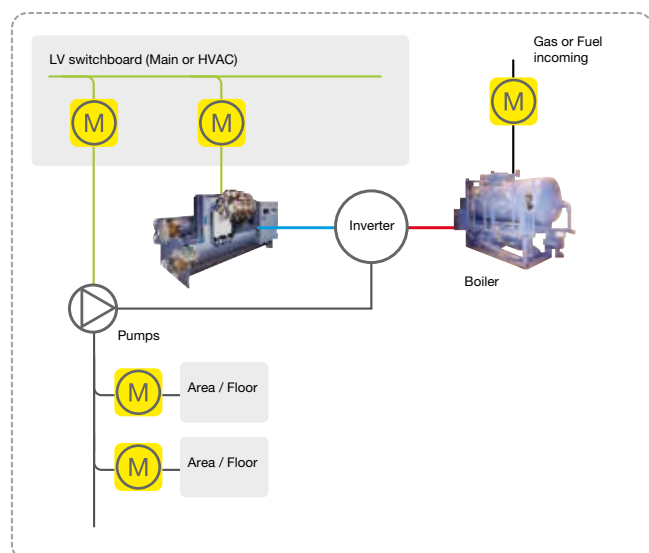 LV switchboard (Main or HVAC)
Gas or Fuel
incoming
M
M
M
Inverter
Boiler
Pumps
M
Area / Floor
M
Area / Floor